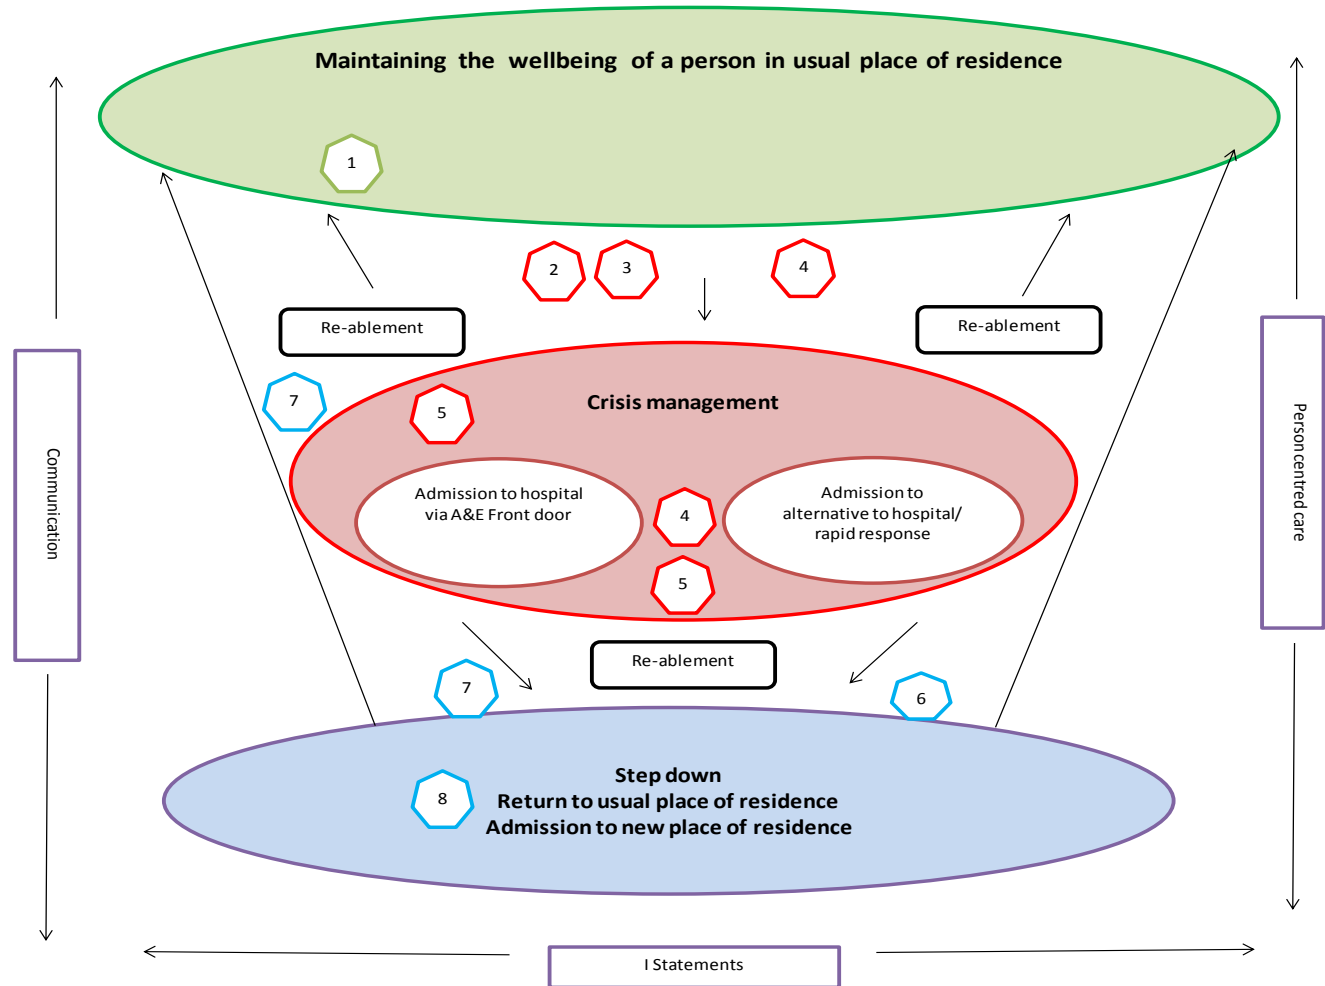 Maintaining the wellbeing of a person in usual place of residence
1
2
3
4
Re-ablement
Re-ablement
7
5
Crisis management
Communication
Person centred care
Admission to hospital
via A&E Front door
4
Admission to
alternative to hospital/
rapid response
5
Re-ablement
7
6
8
Step down
Return to usual place of residence
Admission to new place of residence
I Statements